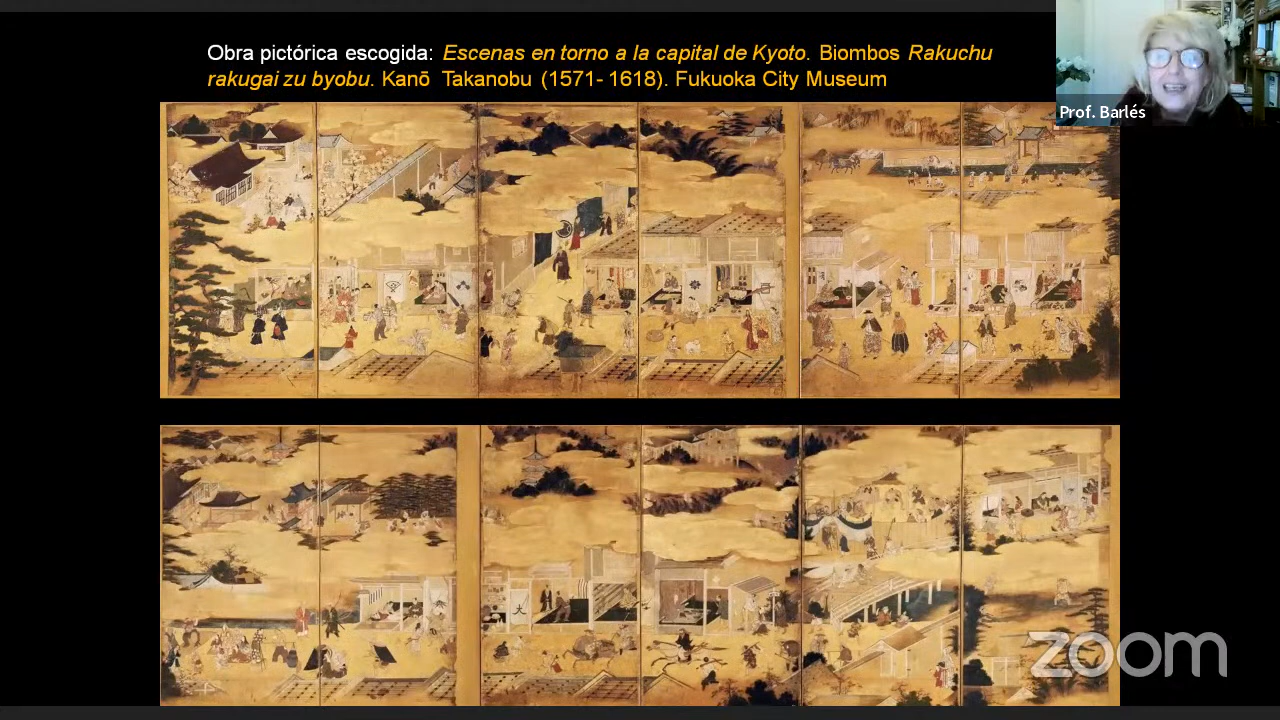 Obra pictórica escogida: Escenas en torno a la capital de Kyoto. Biombos Rakuchu
rakugai zu byobu. Kanō Takanobu (1571- 1618). Fukuoka City Museum
Prof. Barlés
大
zoom